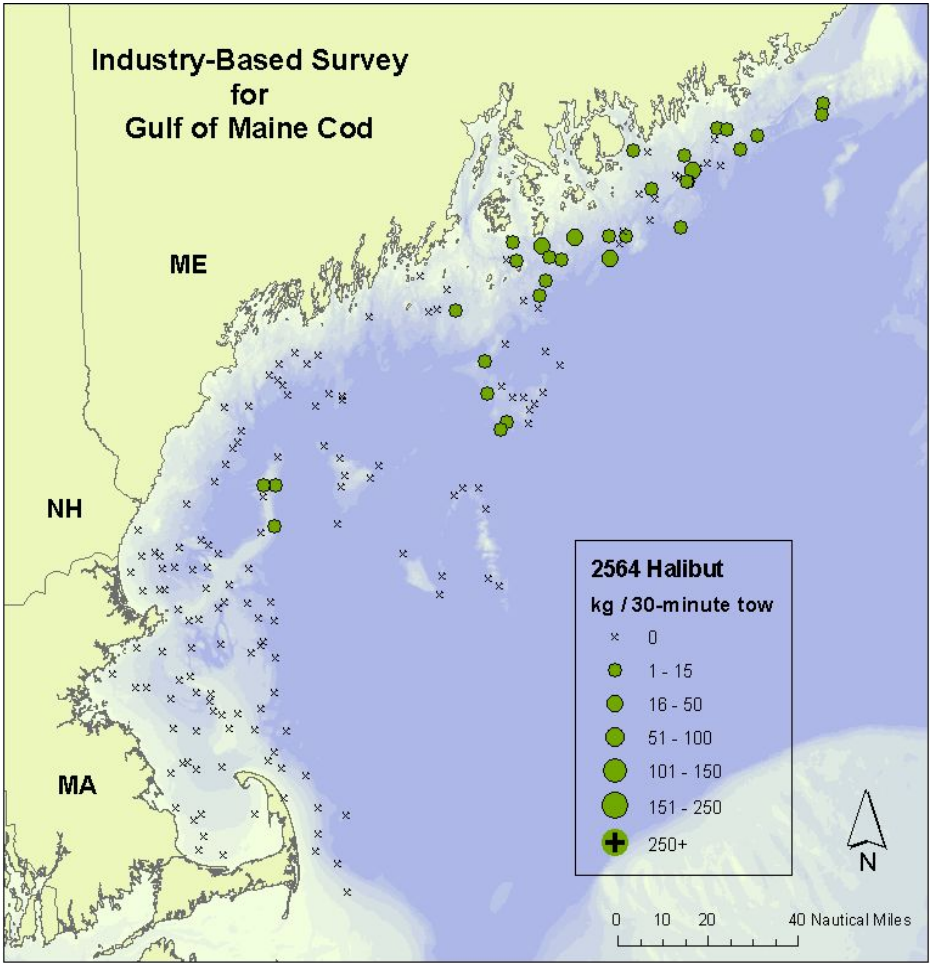 Industry-Based Survey
for
Gulf of Maine Cod
ME
NH
MA
2564 Halibut
kg / 30-minute tow
0
1 - 15
16 - 50
51 - 100
101 - 150
151 - 250
250+
N
0 10 20 40 Nautical Miles